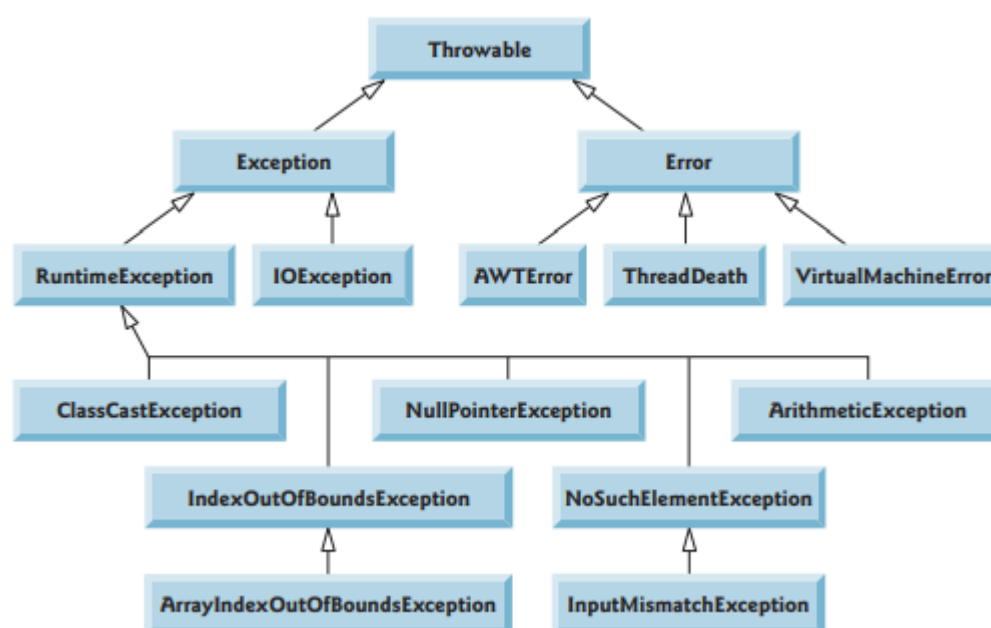 Throwable
Exception
Error
RuntimeException
IOException
AWTError
ThreadDeath
VirtualMachineError
ClassCastException
NullPointerException
ArithmeticException
IndexOutOfBoundsException
NoSuchElementException
ArrayIndexOutOfBoundsException
InputMismatchException